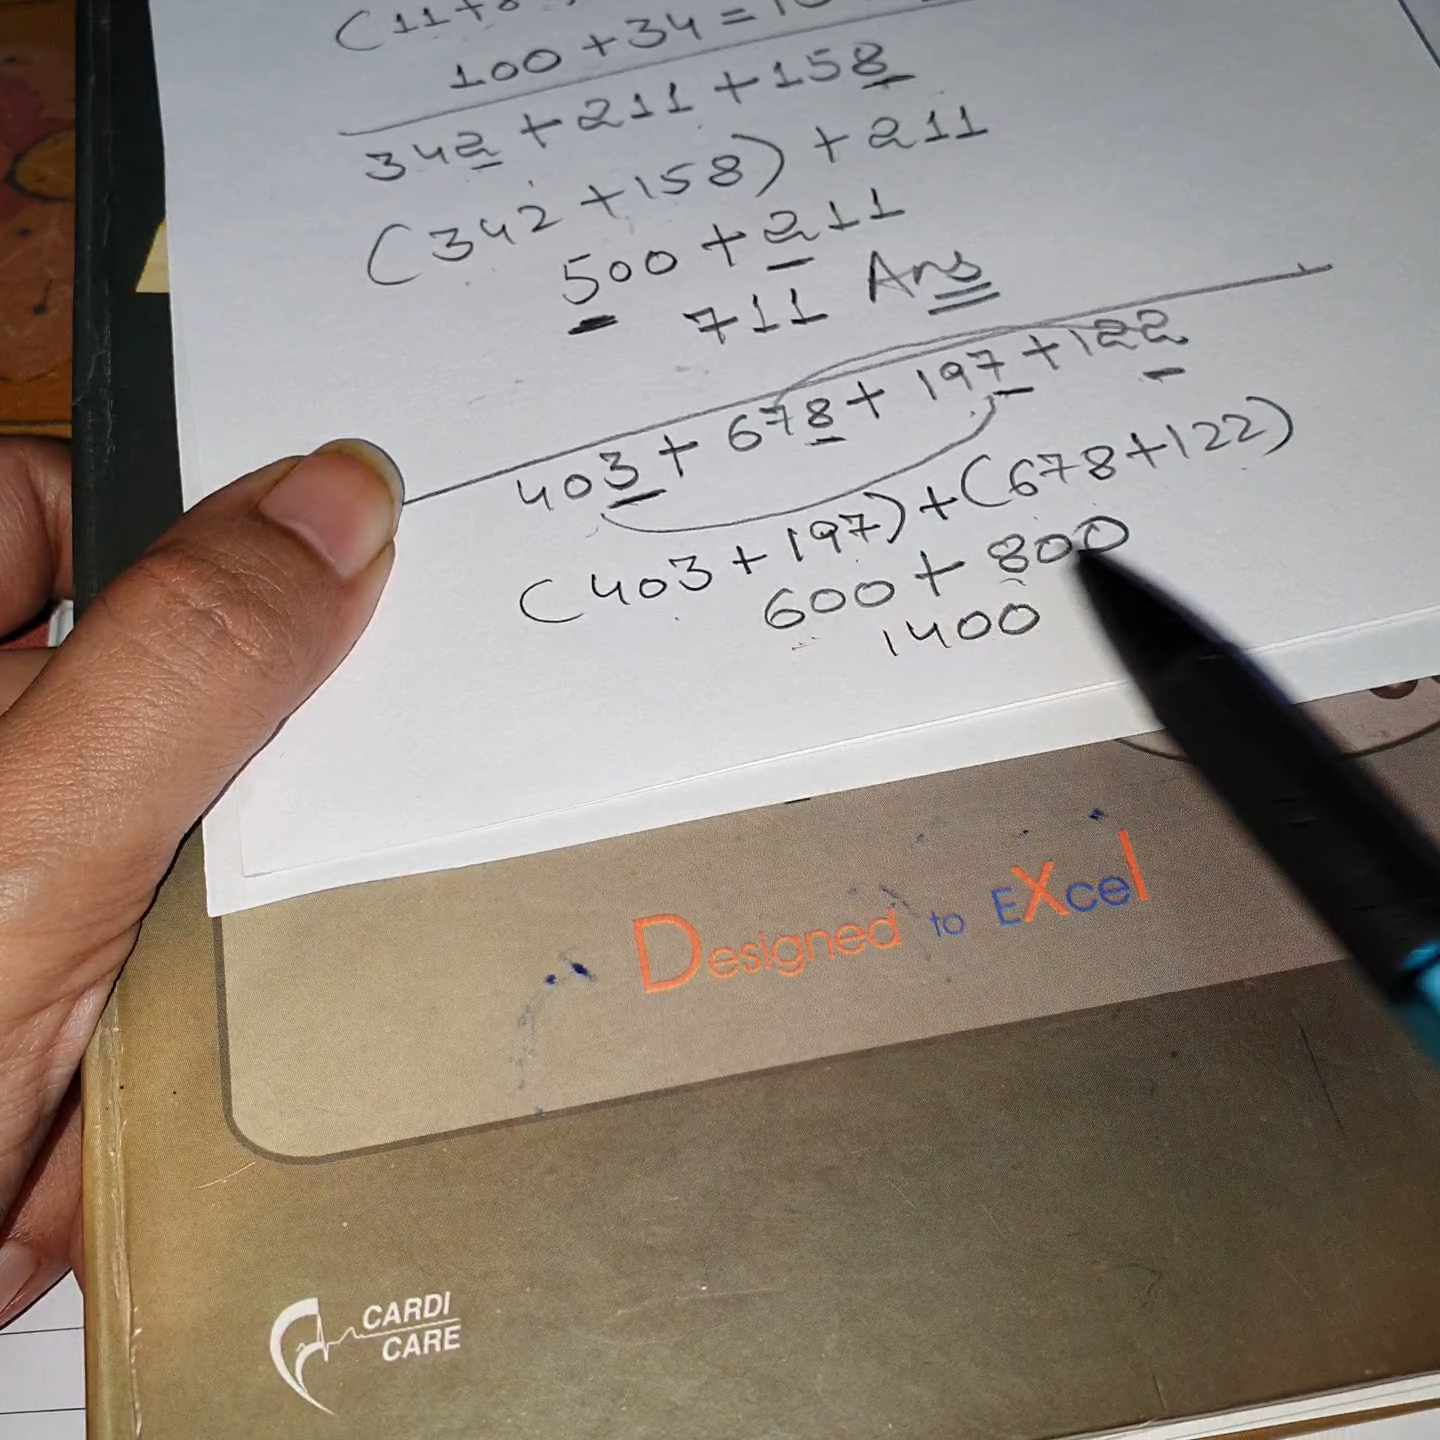 (11+
100 + 34 =
342 + 211 + 158
(342 + 158) + 211
500 + 211
711 Ans
403 + 678 + 197 + 122
(403 + 197) + (678 + 122)
600 + 800
1400
Designed to EXcel
CARDI
CARE